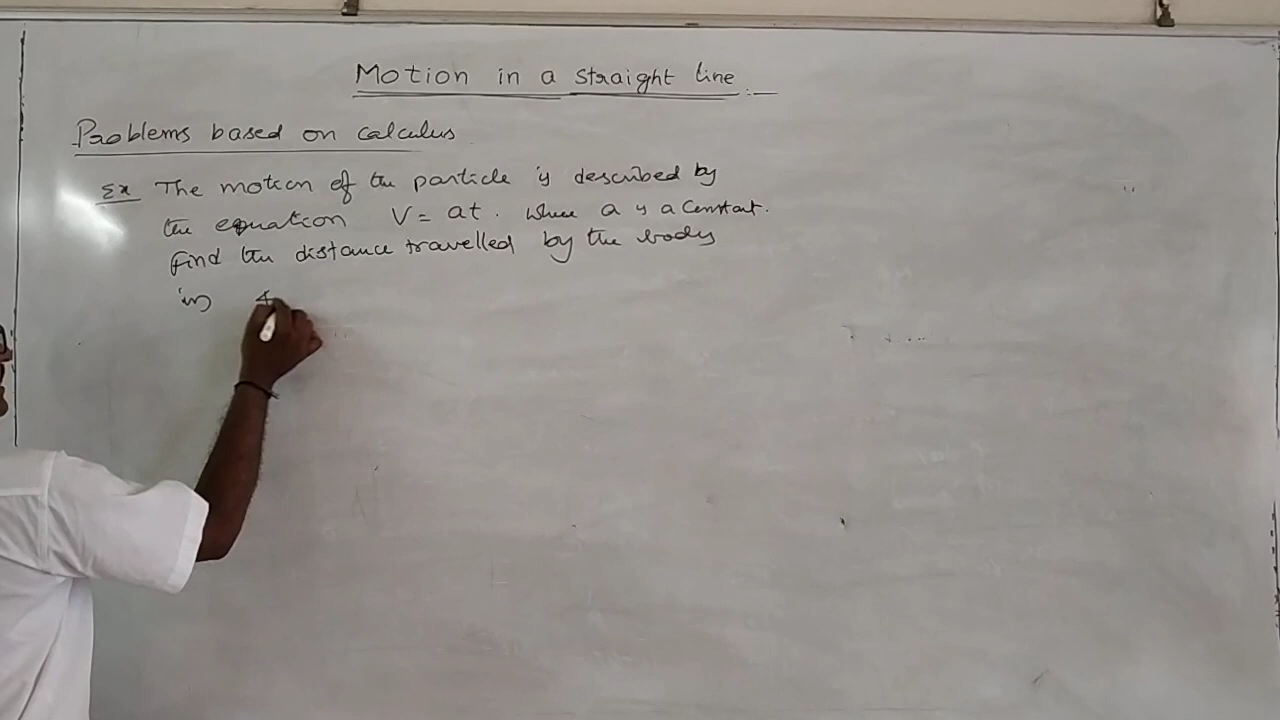 Motion in a straight line :-
Problems based on calculus
Ex The motion of the particle is described by
the equation V = at. where a is a constant.
find the distance travelled by the body
in 4